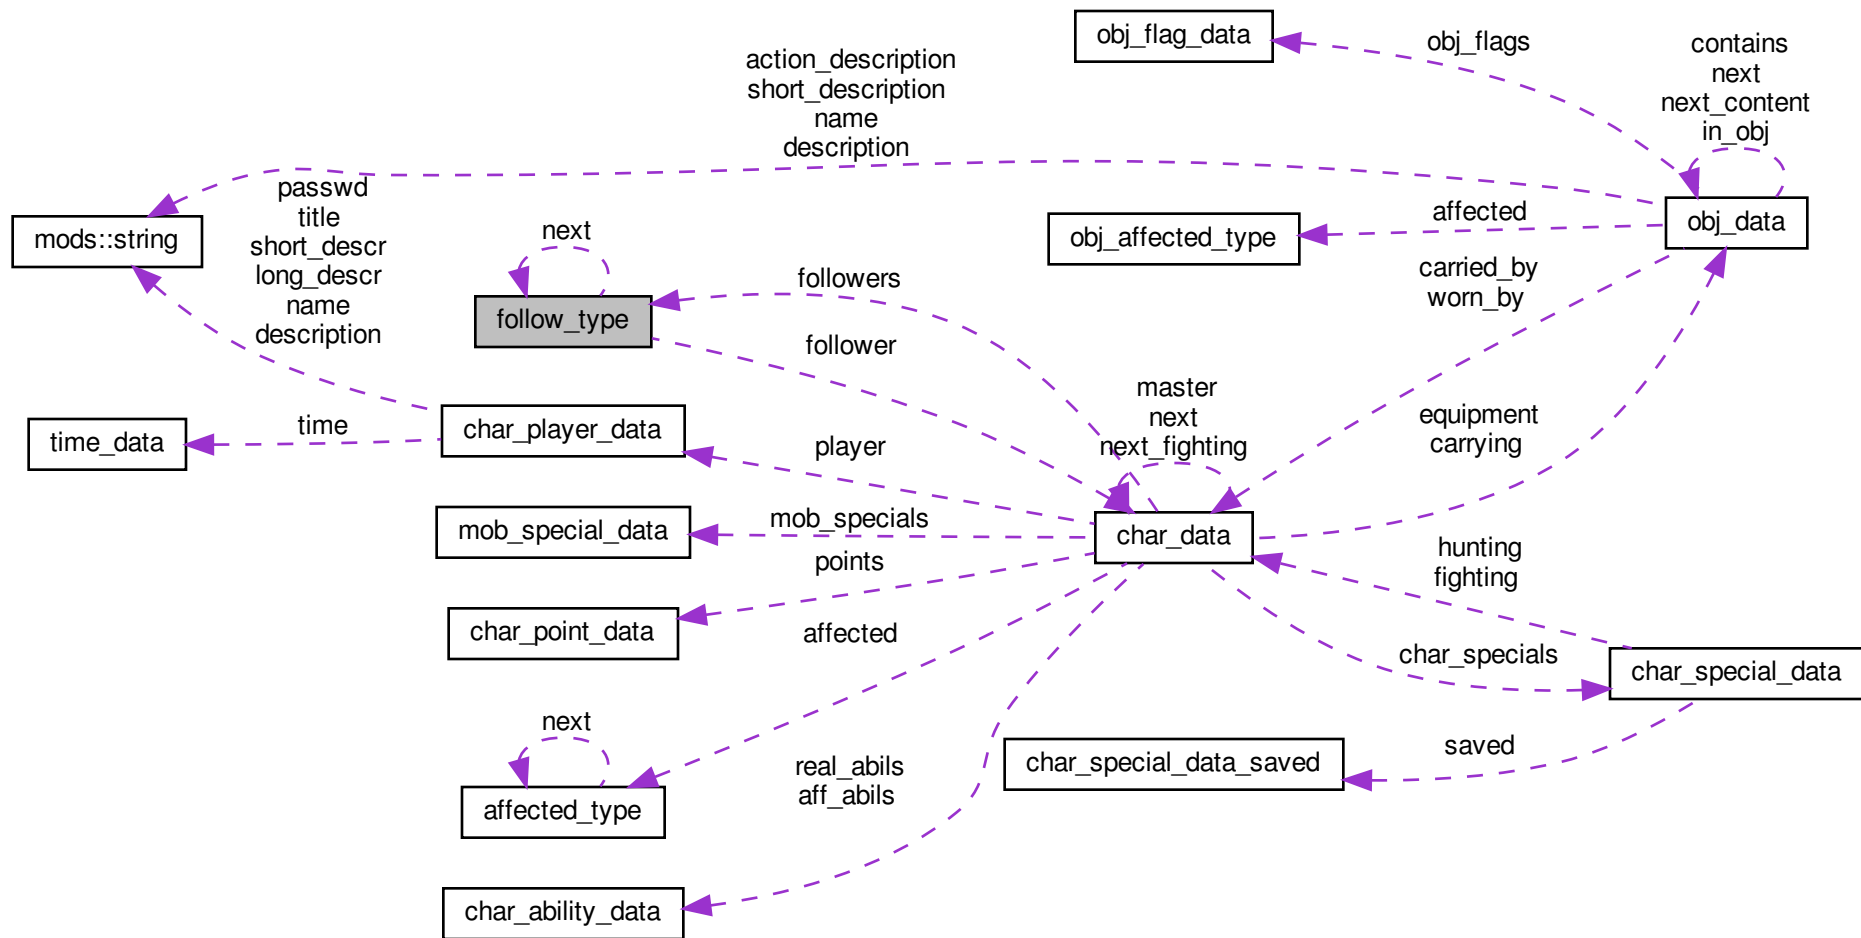 obj_flag_data
obj_flags
contains
next
next_content
in_obj
action_description
short_description
name
description
passwd
title
short_descr
long_descr
name
description
mods::string
next
follow_type
followers
follower
obj_affected_type
affected
obj_data
carried_by
worn_by
equipment
carrying
master
next
next_fighting
time_data
time
char_player_data
player
mob_special_data
mob_specials
char_data
points
char_point_data
affected
hunting
fighting
char_specials
char_special_data
next
affected_type
real_abils
aff_abils
char_special_data_saved
saved
char_ability_data